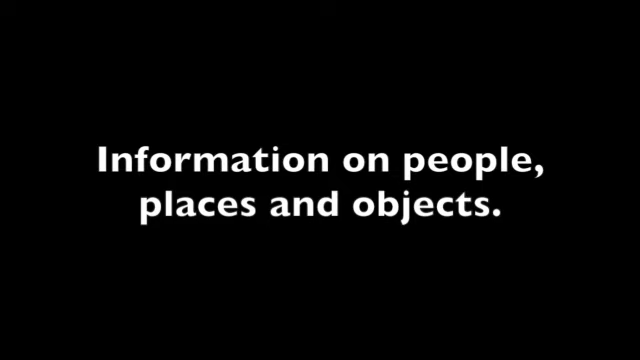 Information on people,
places and objects.